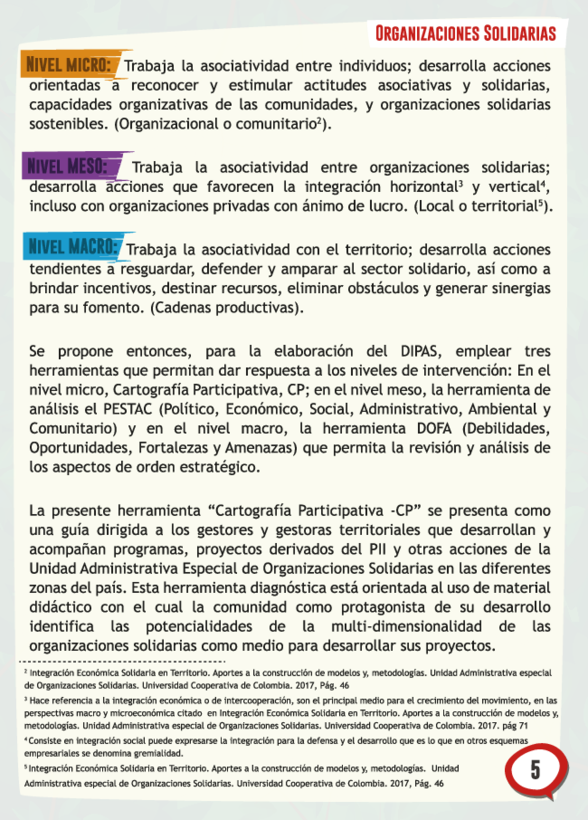 ORGANIZACIONES SOLIDARIAS
NIVEL MICRO: Trabaja la asociatividad entre individuos; desarrolla acciones
orientadas a reconocer y estimular actitudes asociativas y solidarias,
capacidades organizativas de las comunidades, y organizaciones solidarias
sostenibles. (Organizacional o comunitario²).
NIVEL MESO: Trabaja la asociatividad entre organizaciones solidarias;
desarrolla acciones que favorecen la integración horizontal³ y vertical⁴,
incluso con organizaciones privadas con ánimo de lucro. (Local o territorial⁵).
NIVEL MACRO: Trabaja la asociatividad con el territorio; desarrolla acciones
tendientes a resguardar, defender y amparar al sector solidario, así como a
brindar incentivos, destinar recursos, eliminar obstáculos y generar sinergias
para su fomento. (Cadenas productivas).
Se propone entonces, para la elaboración del DIPAS, emplear tres
herramientas que permitan dar respuesta a los niveles de intervención: En el
nivel micro, Cartografía Participativa, CP; en el nivel meso, la herramienta de
análisis el PESTAC (Político, Económico, Social, Administrativo, Ambiental y
Comunitario) y en el nivel macro, la herramienta DOFA (Debilidades,
Oportunidades, Fortalezas y Amenazas) que permita la revisión y análisis de
los aspectos de orden estratégico.
La presente herramienta “Cartografía Participativa -CP” se presenta como
una guía dirigida a los gestores y gestoras territoriales que desarrollan y
acompañan programas, proyectos derivados del PII y otras acciones de la
Unidad Administrativa Especial de Organizaciones Solidarias en las diferentes
zonas del país. Esta herramienta diagnóstica está orientada al uso de material
didáctico con el cual la comunidad como protagonista de su desarrollo
identifica las potencialidades de la multi-dimensionalidad de las
organizaciones solidarias como medio para desarrollar sus proyectos.
² Integración Económica Solidaria en Territorio. Aportes a la construcción de modelos y, metodologías. Unidad Administrativa especial
de Organizaciones Solidarias. Universidad Cooperativa de Colombia. 2017, Pág. 46
³ Hace referencia a la integración económica o de intercooperación, son el principal medio para el crecimiento del movimiento, en las
perspectivas macro y microeconómica citado en Integración Económica Solidaria en Territorio. Aportes a la construcción de modelos y,
metodologías. Unidad Administrativa especial de Organizaciones Solidarias. Universidad Cooperativa de Colombia. 2017. pág 71
⁴ Consiste en integración social puede expresarse la integración para la defensa y el desarrollo que es lo que en otros esquemas
empresariales se denomina gremialidad.
⁵ Integración Económica Solidaria en Territorio. Aportes a la construcción de modelos y, metodologías. Unidad
Administrativa especial de Organizaciones Solidarias. Universidad Cooperativa de Colombia. 2017, Pág. 46
5